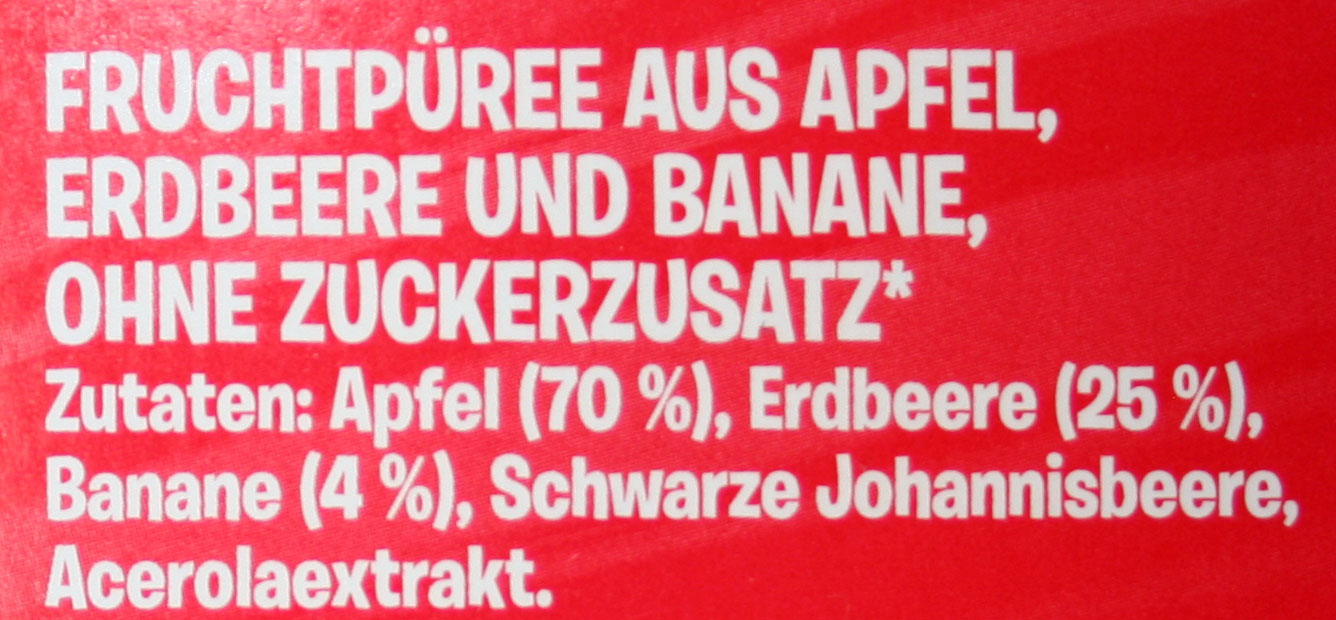 FRUCHTPÜREE AUS APFEL,
ERDBEERE UND BANANE,
OHNE ZUCKERZUSATZ*
Zutaten: Apfel (70 %), Erdbeere (25 %),
Banane (4 %), Schwarze Johannisbeere,
Acerolaextrakt.